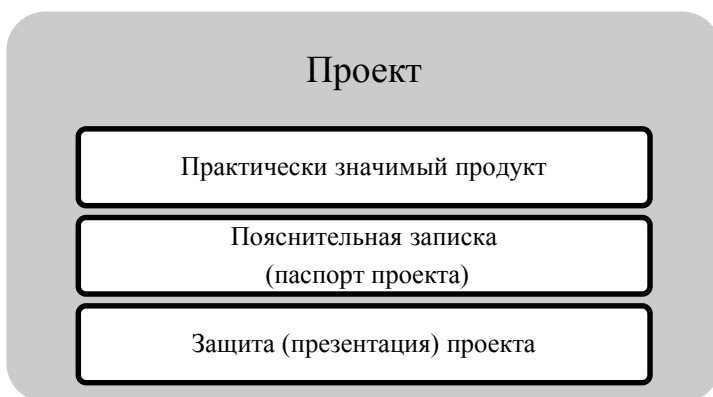 Проект
Практически значимый продукт
Пояснительная записка
(паспорт проекта)
Защита (презентация) проекта